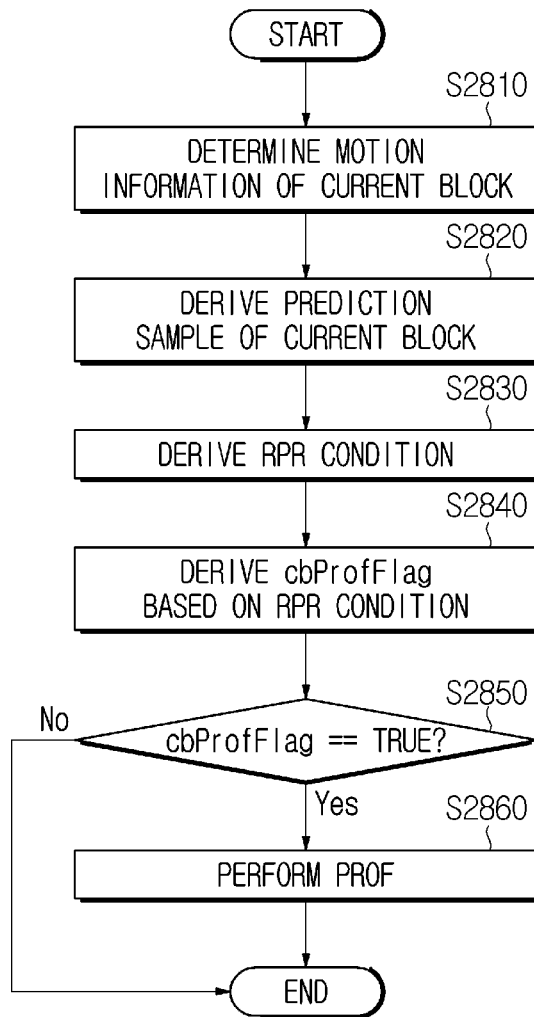 START
S2810
DETERMINE MOTION
INFORMATION OF CURRENT BLOCK
S2820
DERIVE PREDICTION
SAMPLE OF CURRENT BLOCK
S2830
DERIVE RPR CONDITION
S2840
DERIVE cbProfFlag
BASED ON RPR CONDITION
S2850
No
cbProfFlag == TRUE?
Yes
S2860
PERFORM PROF
END